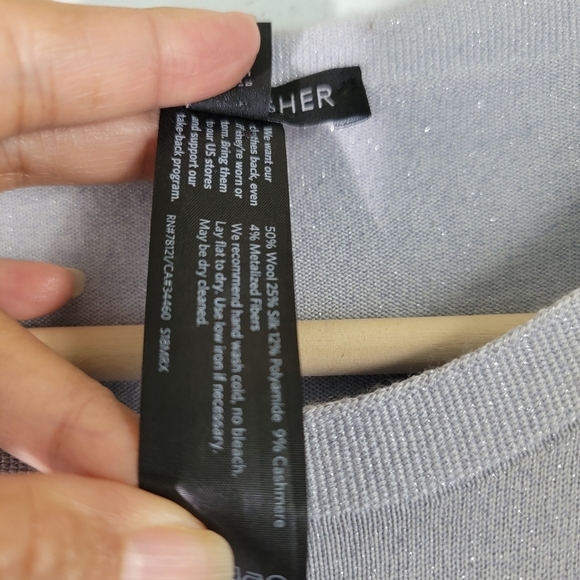 SHER
We want our
clothes back, even
if they're worn or
torn. Bring them
to our US stores
and support our
take-back program.
RN#78121/CA#34460 S18MRX
50% Wool 25% Silk 12% Polyamide 9% Cashmere
4% Metalized Fibers
We recommend hand wash cold, no bleach.
Lay flat to dry. Use low iron if necessary.
May be dry cleaned.